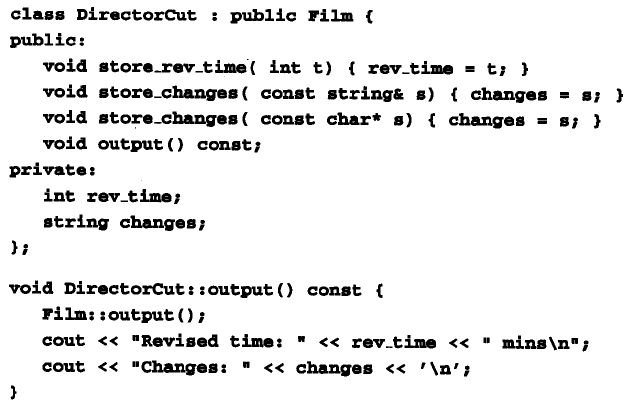 class DirectorCut : public Film {
public:
void store_rev_time( int t) { rev_time = t; }
void store_changes( const string& s) { changes = s; }
void store_changes( const char* s) { changes = s; }
void output() const;
private:
int rev_time;
string changes;
};
void DirectorCut::output() const {
Film::output();
cout << "Revised time: " << rev_time << " mins\n";
cout << "Changes: " << changes << '\n';
}